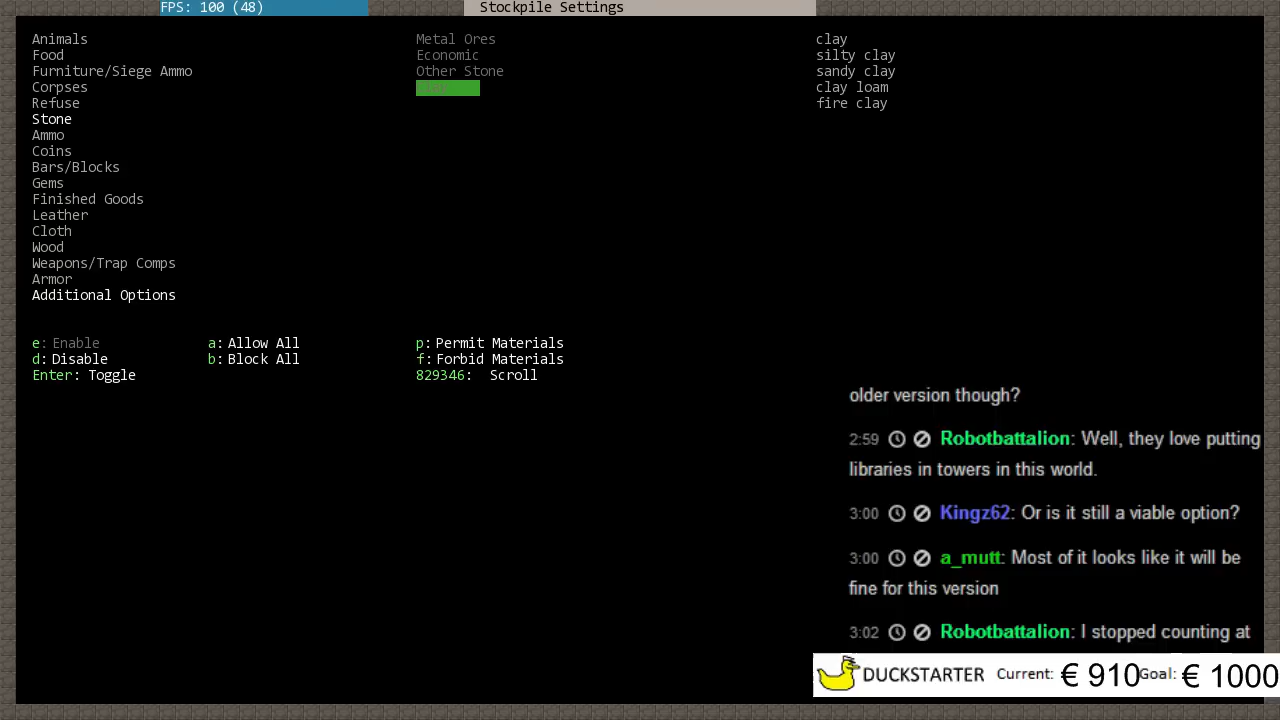 FPS: 100 (48)
Stockpile Settings
Animals
Food
Furniture/Siege Ammo
Corpses
Refuse
Stone
Ammo
Coins
Bars/Blocks
Gems
Finished Goods
Leather
Cloth
Wood
Weapons/Trap Comps
Armor
Additional Options
Metal Ores
Economic
Other Stone
clay
silty clay
sandy clay
clay loam
fire clay
e: Enable a: Allow All p: Permit Materials
d: Disable b: Block All f: Forbid Materials
Enter: Toggle 829346: Scroll
older version though?
2:59 Robotbattalion: Well, they love putting
libraries in towers in this world.
3:00 Kingz62: Or is it still a viable option?
3:00 a_mutt: Most of it looks like it will be
fine for this version
3:02 Robotbattalion: I stopped counting at
DUCKSTARTER Current: € 910 Goal: € 1000